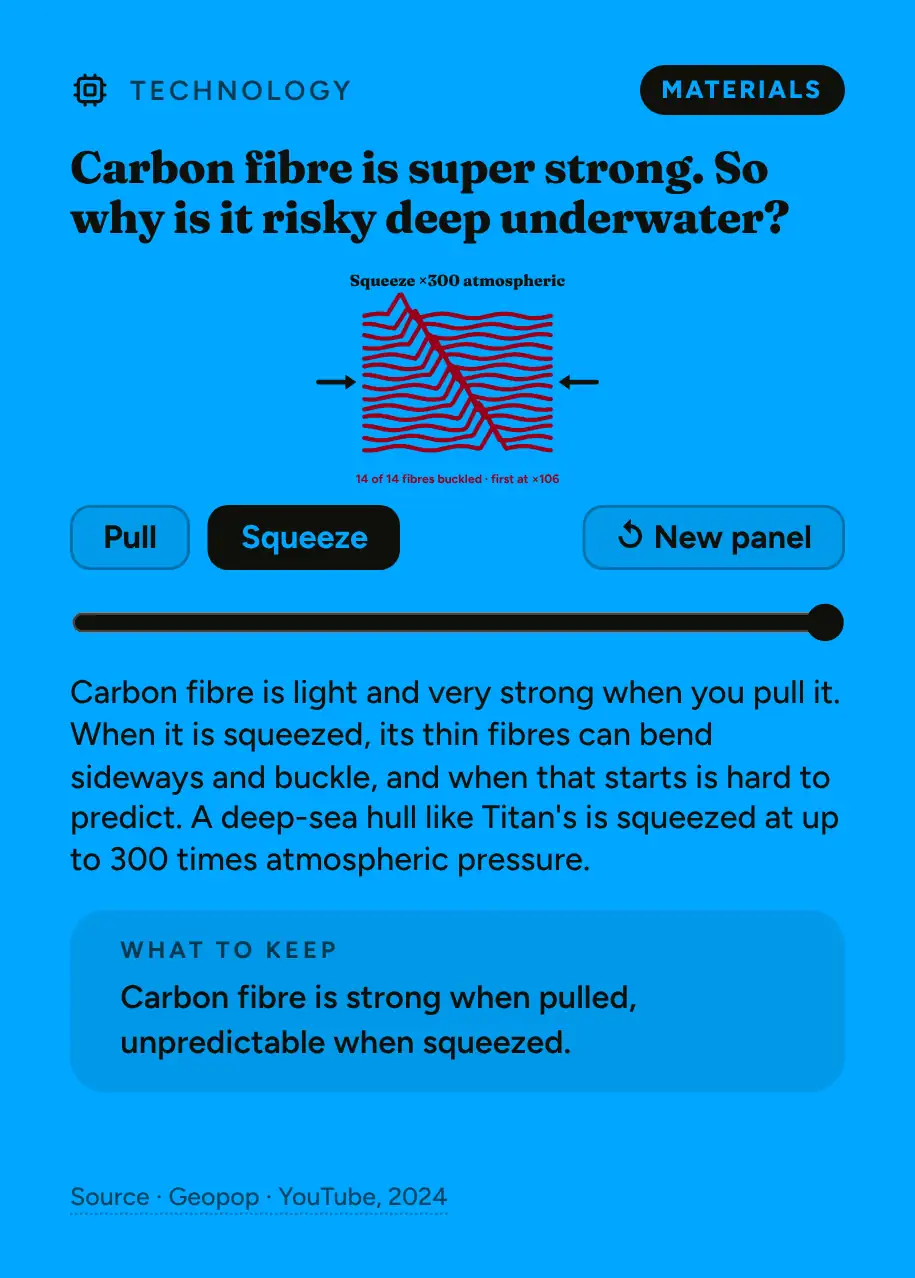 TECHNOLOGY
MATERIALS
Carbon fibre is super strong. So
why is it risky deep underwater?
Squeeze ×300 atmospheric
14 of 14 fibres buckled · first at ×106
Pull
Squeeze
New panel
Carbon fibre is light and very strong when you pull it.
When it is squeezed, its thin fibres can bend
sideways and buckle, and when that starts is hard to
predict. A deep-sea hull like Titan's is squeezed at up
to 300 times atmospheric pressure.
WHAT TO KEEP
Carbon fibre is strong when pulled,
unpredictable when squeezed.
Source · Geopop · YouTube, 2024